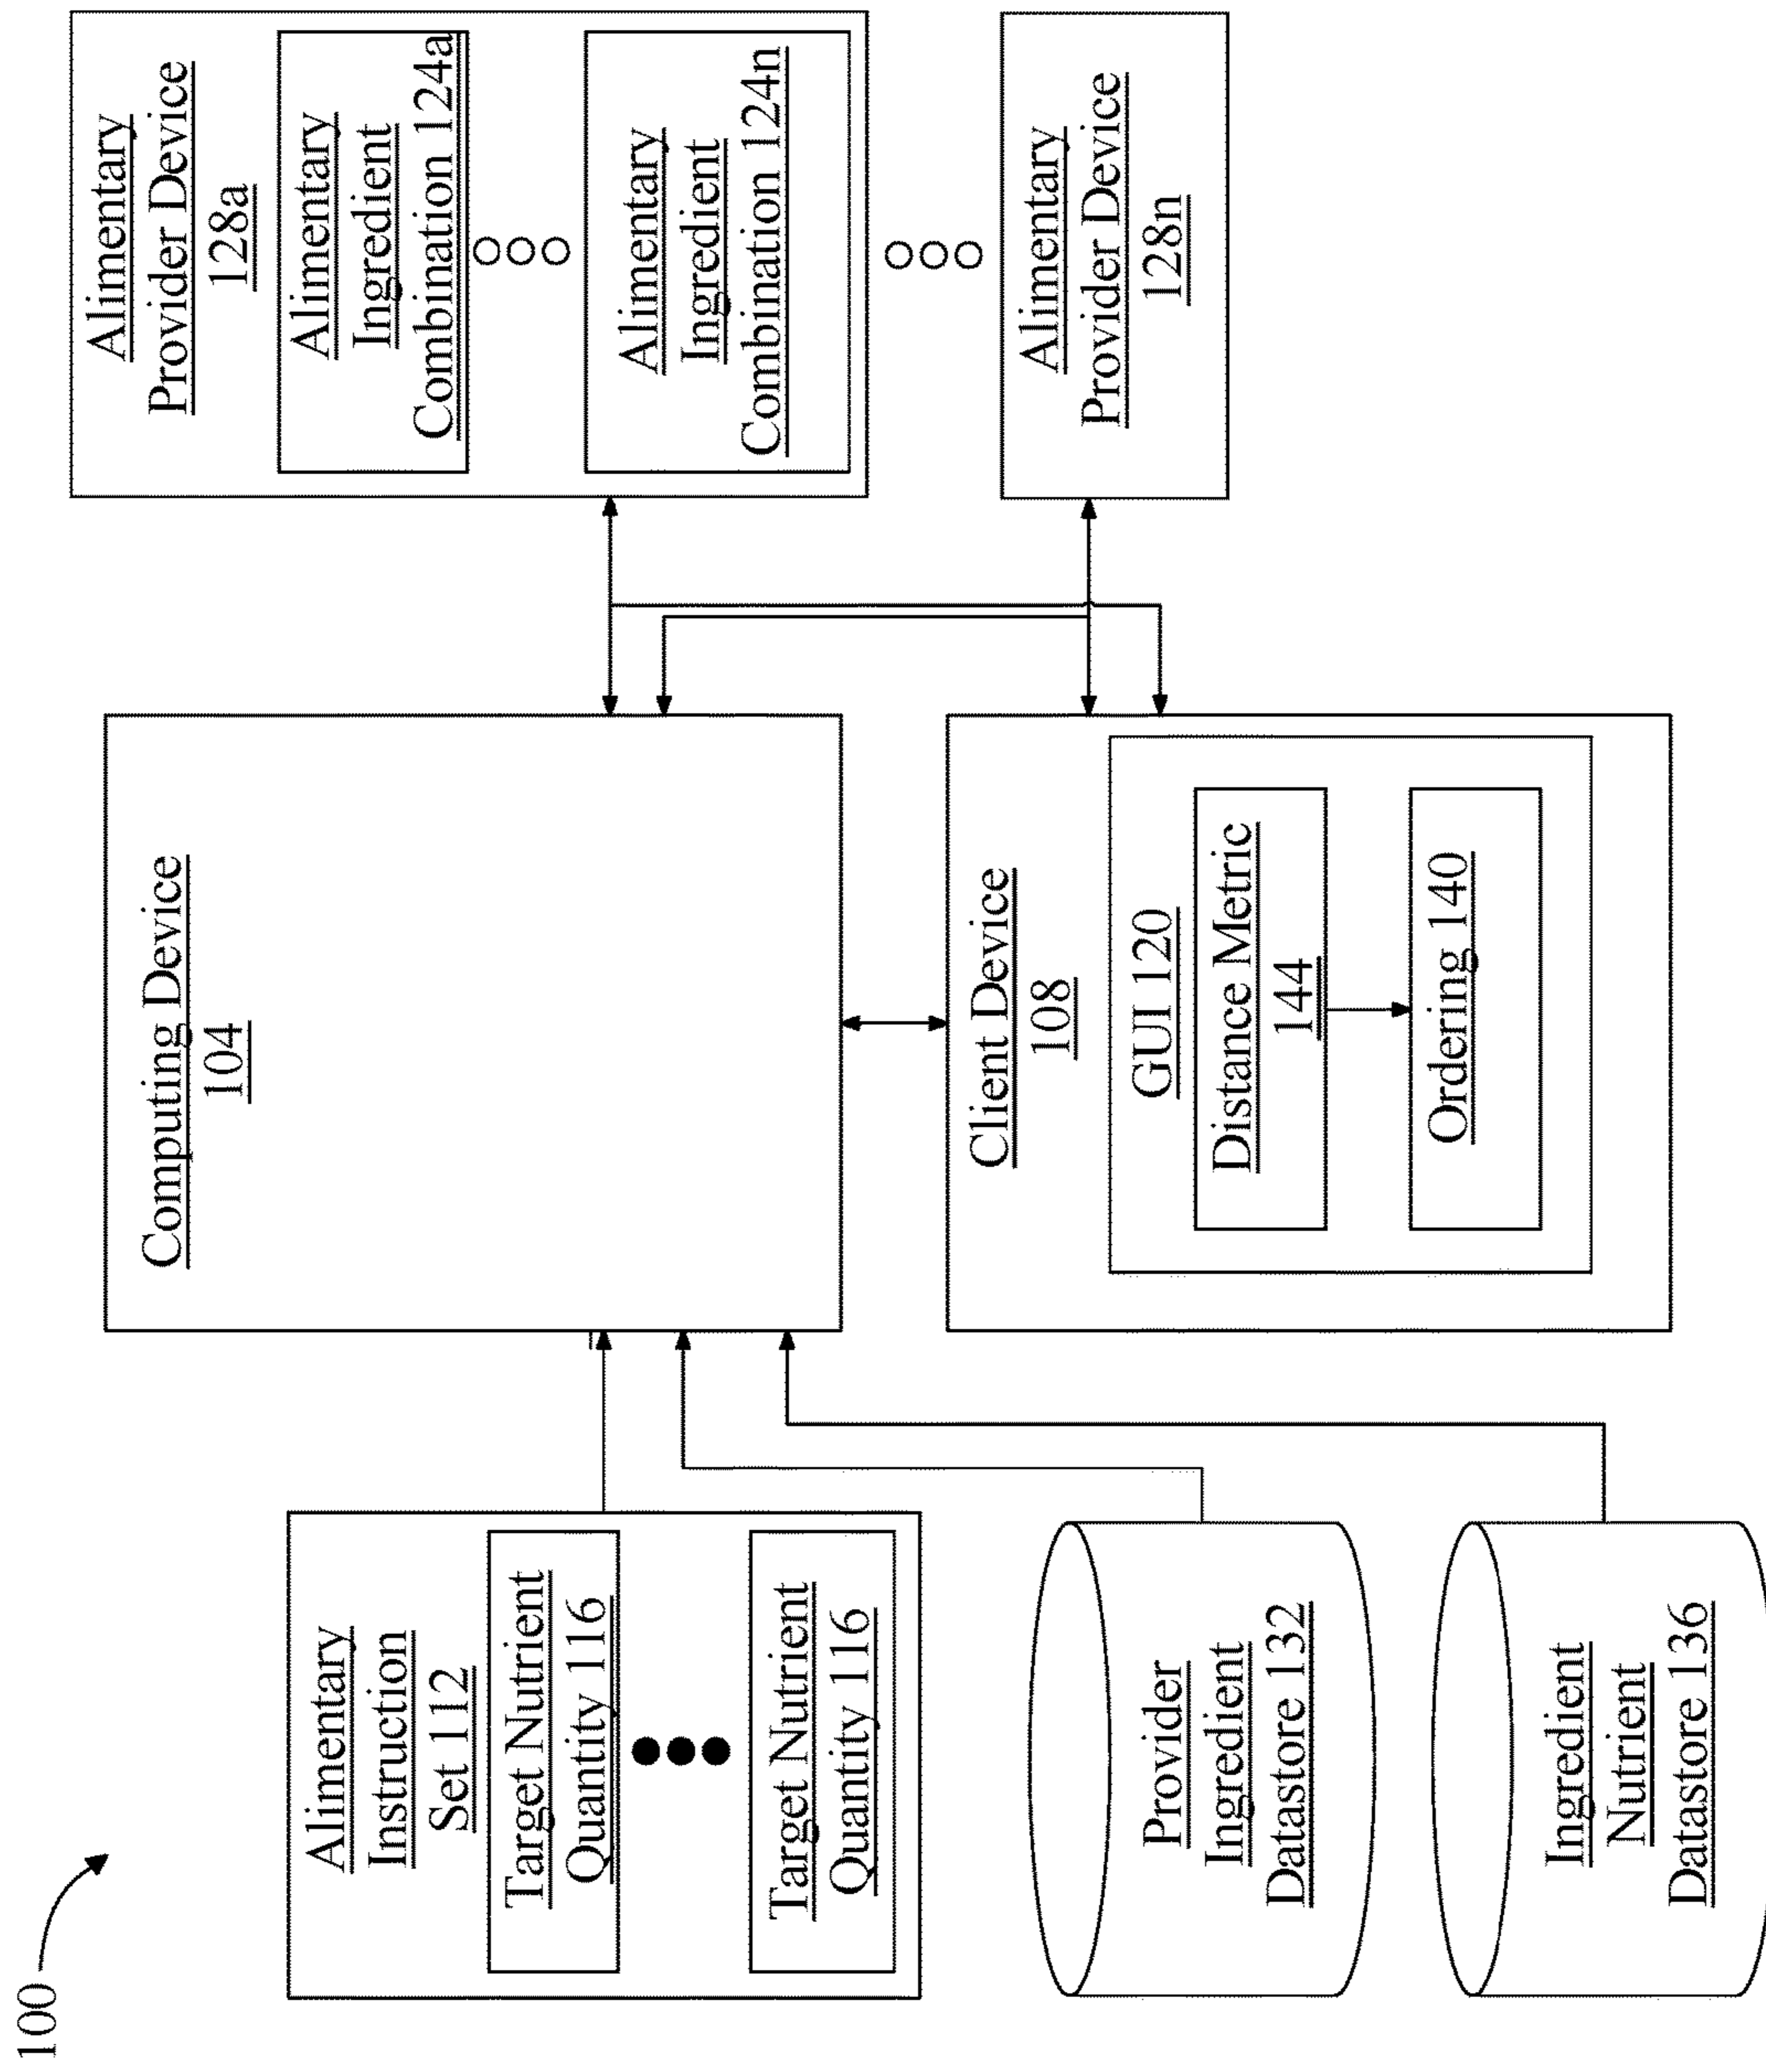 100
Alimentary
Instruction
Set 112
Target Nutrient
Quantity 116
Target Nutrient
Quantity 116
Provider
Ingredient
Datastore 132
Ingredient
Nutrient
Datastore 136
Computing Device
104
Client Device
108
GUI 120
Distance Metric
144
Ordering 140
Alimentary
Provider Device
128a
Alimentary
Ingredient
Combination 124a
Alimentary
Ingredient
Combination 124n
Alimentary
Provider Device
128n